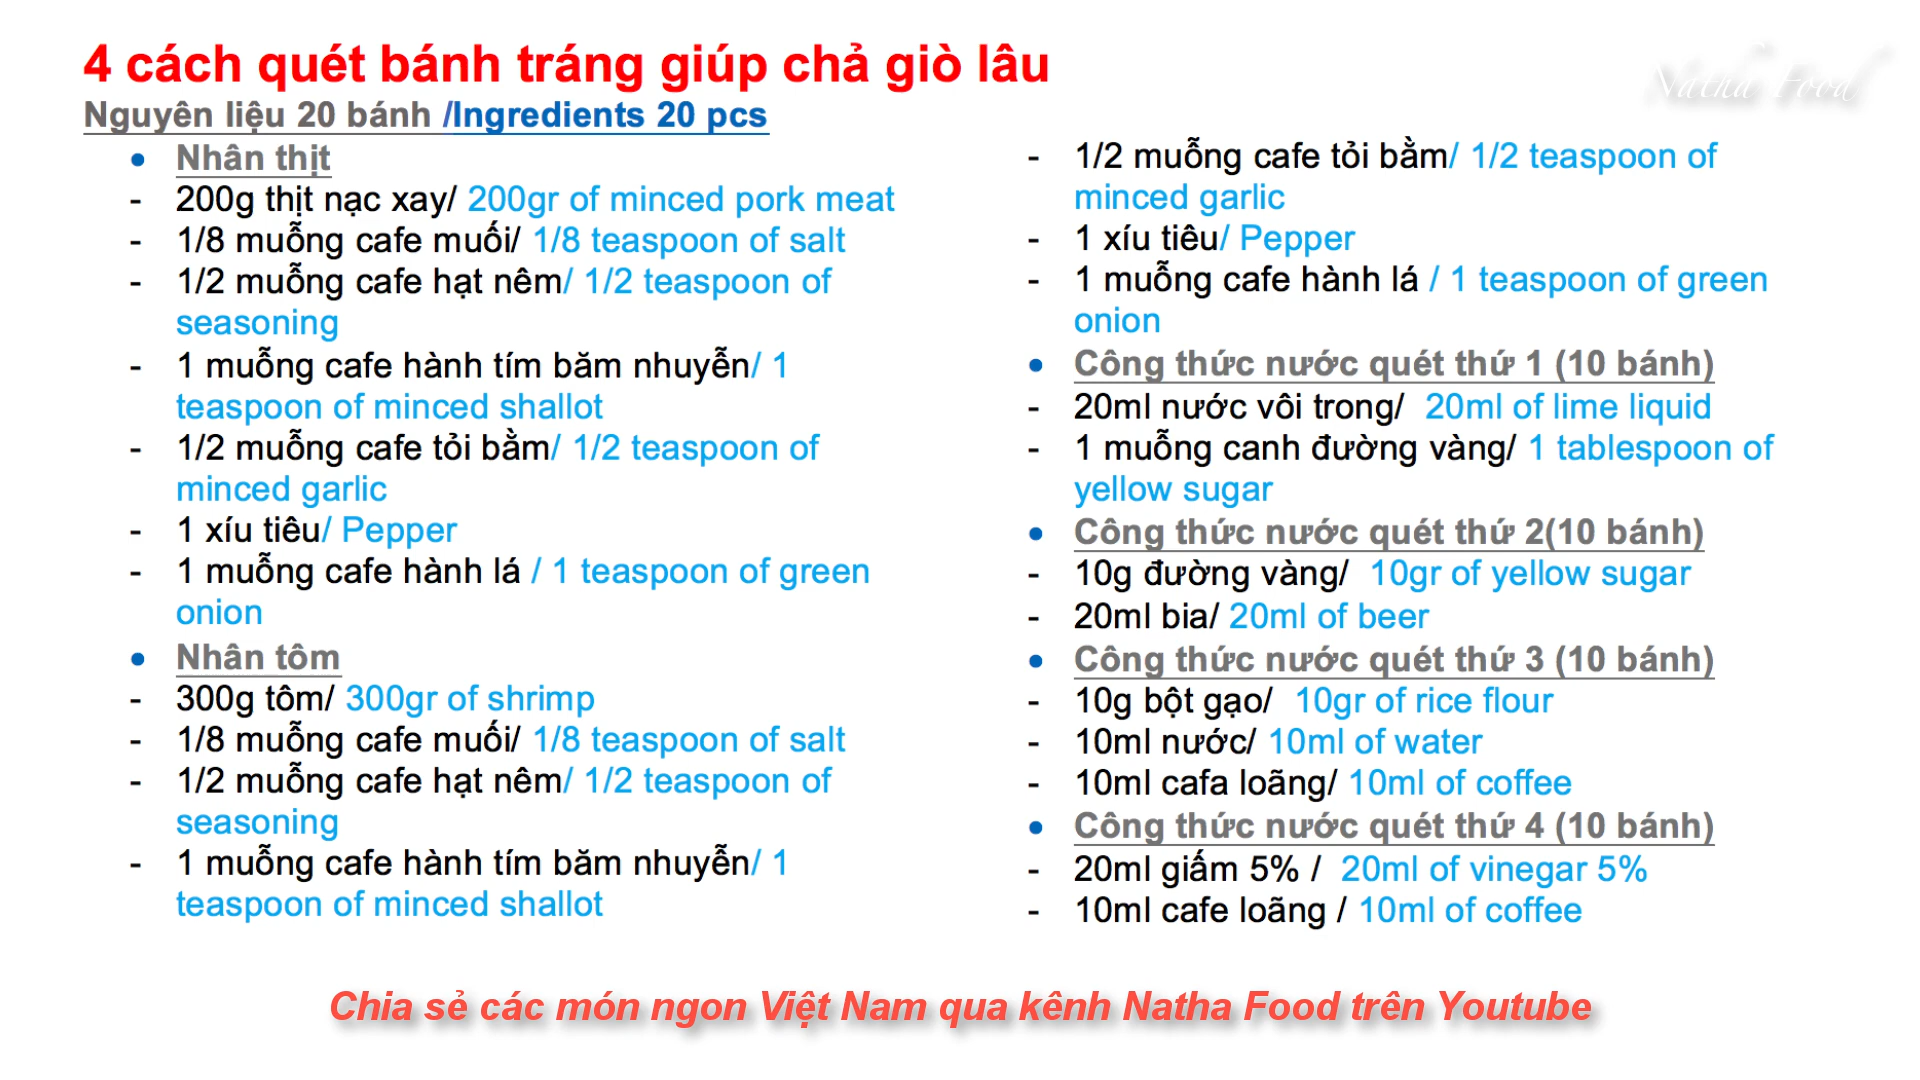 4 cách quét bánh tráng giúp chả giò lâu
Natha Food
Nguyên liệu 20 bánh /Ingredients 20 pcs
• Nhân thịt
- 200g thịt nạc xay/ 200gr of minced pork meat
- 1/8 muỗng cafe muối/ 1/8 teaspoon of salt
- 1/2 muỗng cafe hạt nêm/ 1/2 teaspoon of
seasoning
- 1 muỗng cafe hành tím băm nhuyễn/ 1
teaspoon of minced shallot
- 1/2 muỗng cafe tỏi bằm/ 1/2 teaspoon of
minced garlic
- 1 xíu tiêu/ Pepper
- 1 muỗng cafe hành lá / 1 teaspoon of green
onion
• Nhân tôm
- 300g tôm/ 300gr of shrimp
- 1/8 muỗng cafe muối/ 1/8 teaspoon of salt
- 1/2 muỗng cafe hạt nêm/ 1/2 teaspoon of
seasoning
- 1 muỗng cafe hành tím băm nhuyễn/ 1
teaspoon of minced shallot
- 1/2 muỗng cafe tỏi bằm/ 1/2 teaspoon of
minced garlic
- 1 xíu tiêu/ Pepper
- 1 muỗng cafe hành lá / 1 teaspoon of green
onion
• Công thức nước quét thứ 1 (10 bánh)
- 20ml nước vôi trong/ 20ml of lime liquid
- 1 muỗng canh đường vàng/ 1 tablespoon of
yellow sugar
• Công thức nước quét thứ 2(10 bánh)
- 10g đường vàng/ 10gr of yellow sugar
- 20ml bia/ 20ml of beer
• Công thức nước quét thứ 3 (10 bánh)
- 10g bột gạo/ 10gr of rice flour
- 10ml nước/ 10ml of water
- 10ml cafa loãng/ 10ml of coffee
• Công thức nước quét thứ 4 (10 bánh)
- 20ml giấm 5% / 20ml of vinegar 5%
- 10ml cafe loãng / 10ml of coffee
Chia sẻ các món ngon Việt Nam qua kênh Natha Food trên Youtube